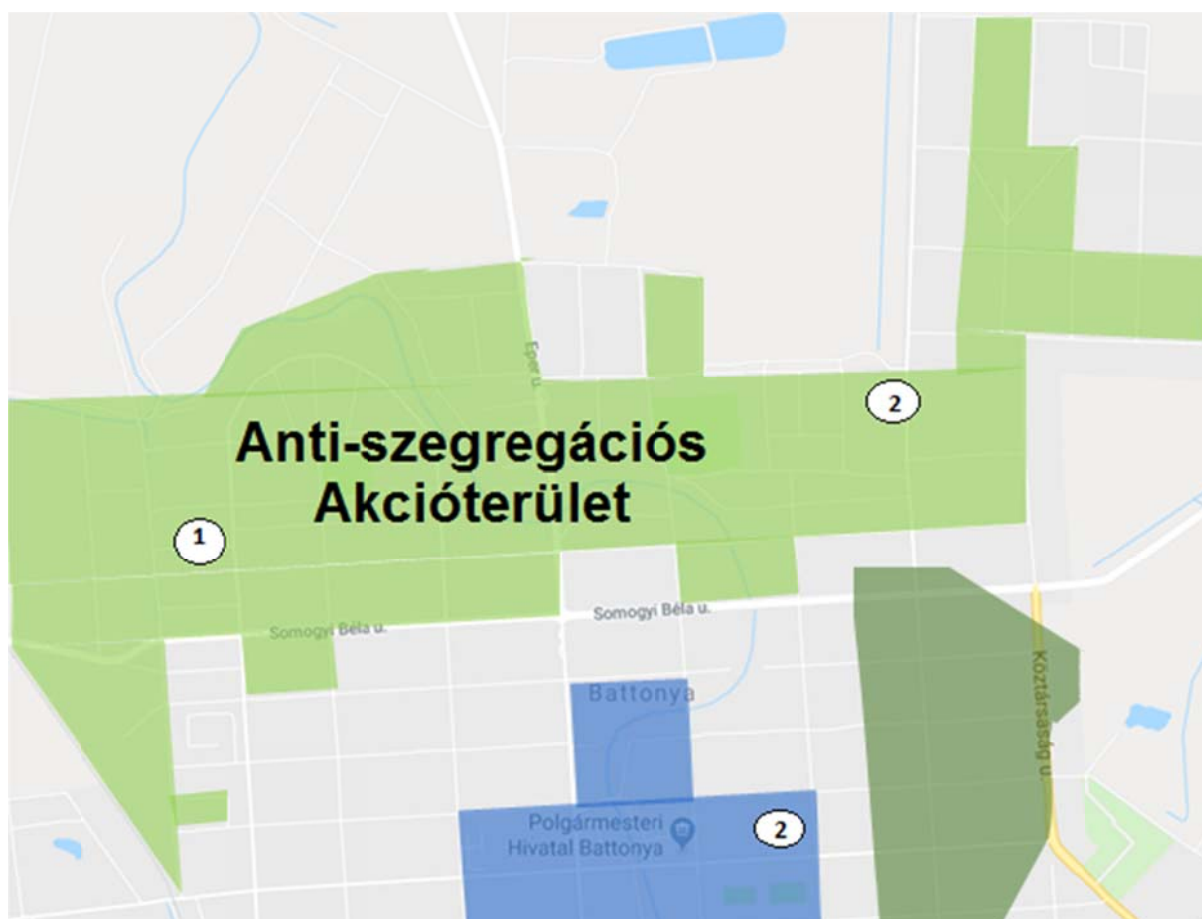 Eper u.
2
Anti-szegregációs
Akcióterület
1
Somogyi Béla u.
Somogyi Béla u.
Köztársaság u.
Battonya
Polgármesteri
Hivatal Battonya
2